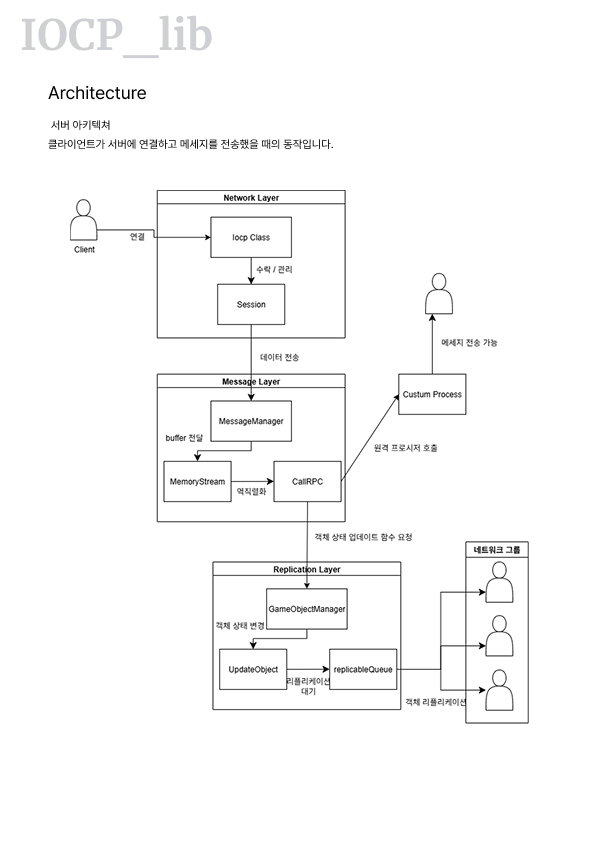 IOCP_lib
Architecture
서버 아키텍쳐
클라이언트가 서버에 연결하고 메세지를 전송했을 때의 동작입니다.
Network Layer
Client
연결
Iocp Class
수락 / 관리
Session
데이터 전송
메세지 전송 가능
Message Layer
MessageManager
Custum Process
buffer 전달
원격 프로시저 호출
MemoryStream
역직렬화
CallRPC
객체 상태 업데이트 함수 요청
네트워크 그룹
Replication Layer
GameObjectManager
객체 상태 변경
UpdateObject
리플리케이션
대기
replicableQueue
객체 리플리케이션